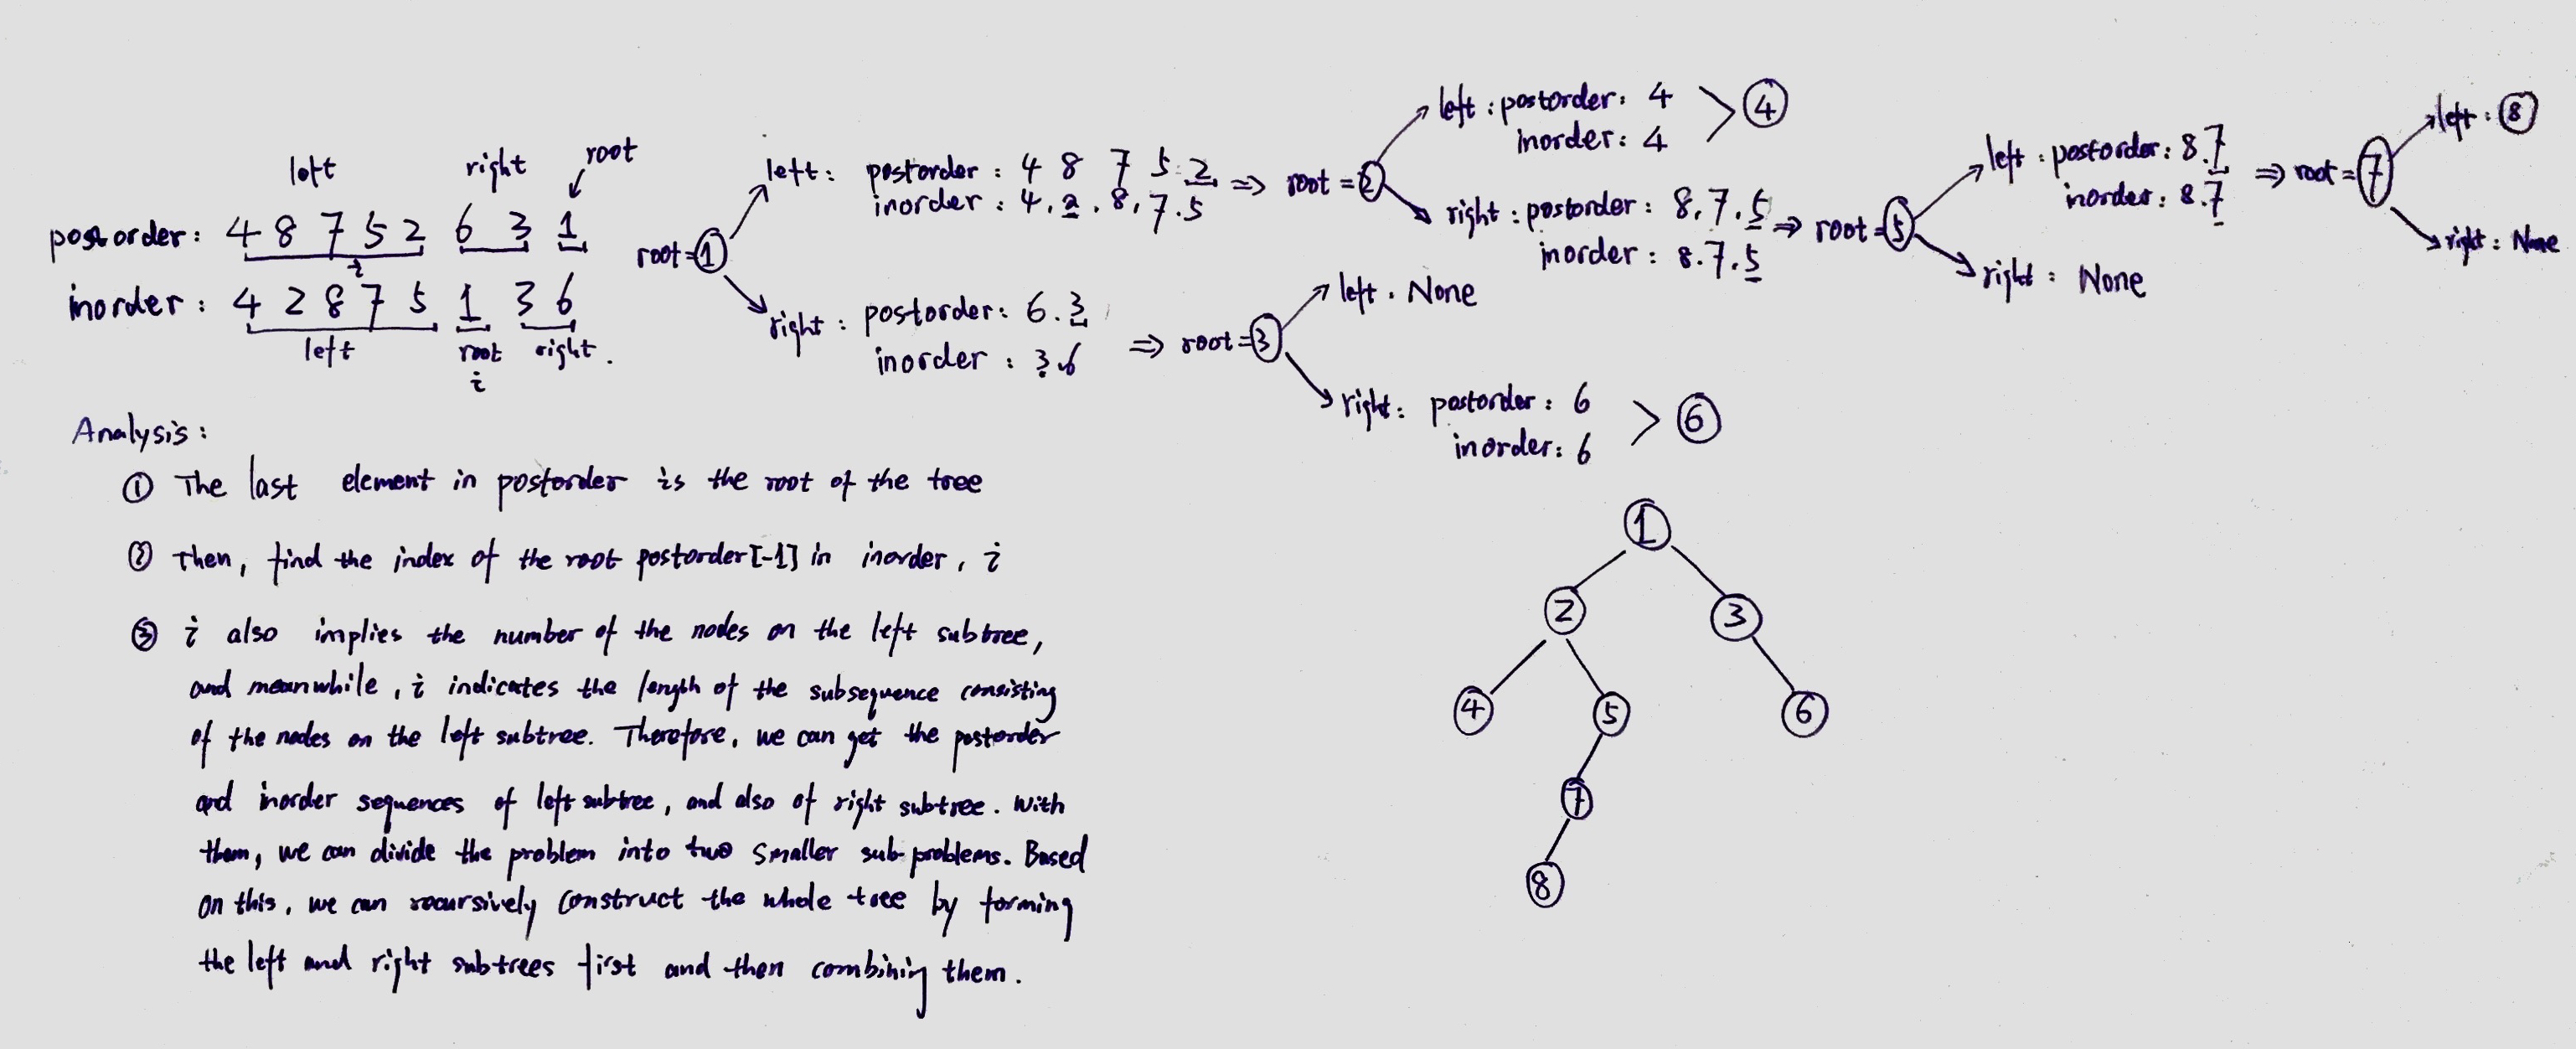 left right root
postorder: 4 8 7 5 2 6 3 1
i
inorder: 4 2 8 7 5 1 3 6
left root right.
i
root=1
left: postorder: 4 8 7 5 2 ⇒ root=2
inorder: 4, 2, 8, 7. 5
left: postorder: 4 > 4
inorder: 4
right: postorder: 8, 7, 5 ⇒ root=5
inorder: 8. 7. 5
left: postorder: 8.7 ⇒ root=7
inorder: 8.7
right: None
left: 8
right: None
right: postorder: 6. 3 ⇒ root=3
inorder: 3.6
left. None
right: postorder: 6 > 6
inorder: 6
Analysis:
① The last element in postorder is the root of the tree
② Then, find the index of the root postorder[-1] in inorder, i
③ i also implies the number of the nodes on the left subtree,
and meanwhile, i indicates the length of the subsequence consisting
of the nodes on the left subtree. Therefore, we can get the postorder
and inorder sequences of left subtree, and also of right subtree. With
them, we can divide the problem into two smaller sub-problems. Based
on this, we can recursively construct the whole tree by forming
the left and right subtrees first and then combining them.
1
2 3
4 5 6
7
8